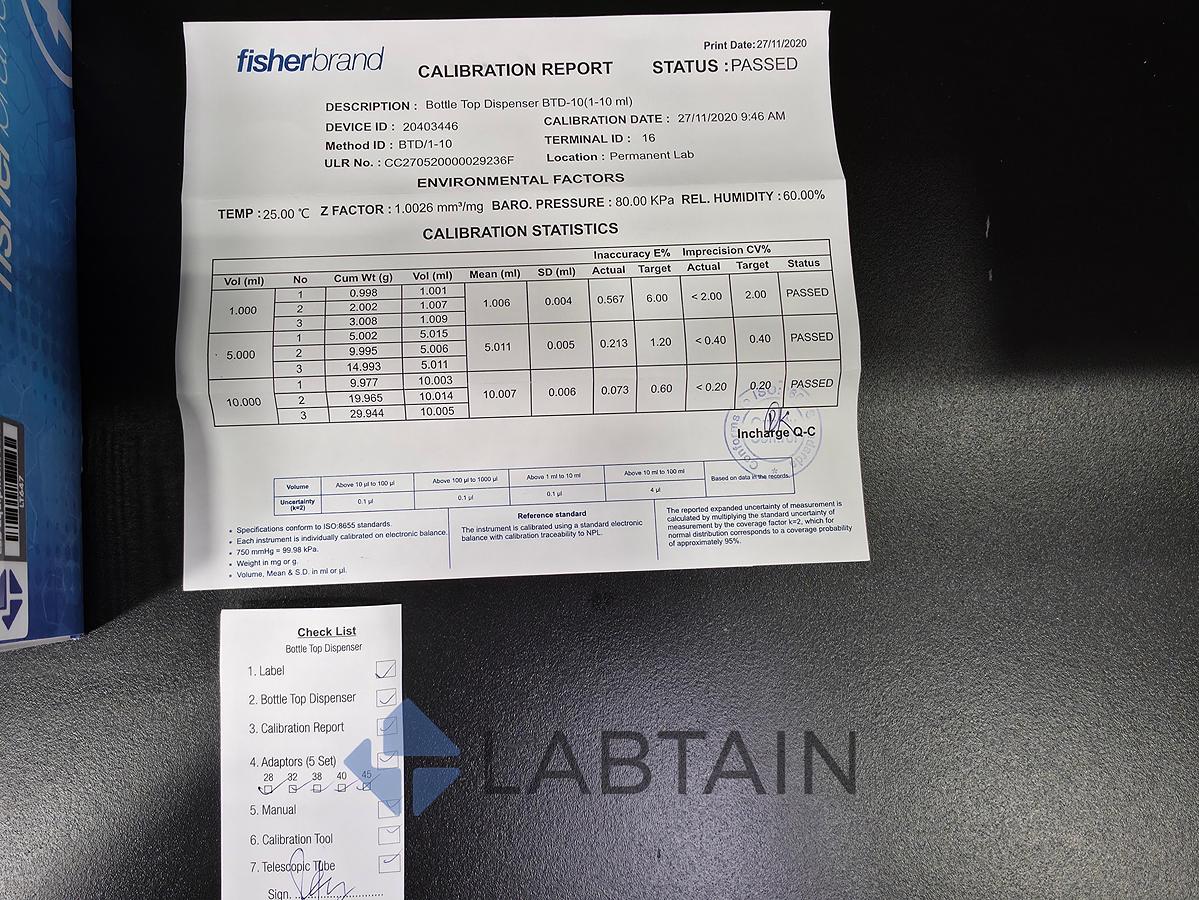 fisherbrand
CALIBRATION REPORT
Print Date:27/11/2020
STATUS :PASSED
DESCRIPTION : Bottle Top Dispenser BTD-10(1-10 ml)
DEVICE ID : 20403446
CALIBRATION DATE : 27/11/2020 9:46 AM
Method ID : BTD/1-10
TERMINAL ID : 16
ULR No. : CC270520000029236F
Location : Permanent Lab
ENVIRONMENTAL FACTORS
TEMP :25.00 ℃ Z FACTOR : 1.0026 mm³/mg BARO. PRESSURE : 80.00 KPa REL. HUMIDITY : 60.00%
CALIBRATION STATISTICS
Inaccuracy E% Imprecision CV%
Vol (ml) No Cum Wt (g) Vol (ml) Mean (ml) SD (ml) Actual Target Actual Target Status
1.000 1 0.998 1.001 1.006 0.004 0.567 6.00 < 2.00 2.00 PASSED
2 2.002 1.007
3 3.008 1.009
5.000 1 5.002 5.015 5.011 0.005 0.213 1.20 < 0.40 0.40 PASSED
2 9.995 5.006
3 14.993 5.011
10.000 1 9.977 10.003 10.007 0.006 0.073 0.60 < 0.20 0.20 PASSED
2 19.965 10.014
3 29.944 10.005
Incharge Q-C
Volume Above 10 µl to 100 µl Above 100 µl to 1000 µl Above 1 ml to 10 ml Above 10 ml to 100 ml Based on data in the records.
Uncertainty (k=2) 0.1 µl 0.1 µl 0.1 µl 4 µl
• Specifications conform to ISO:8655 standards.
• Each instrument is individually calibrated on electronic balance.
• 750 mmHg = 99.98 kPa.
• Weight in mg or g.
• Volume, Mean & S.D. in ml or µl.
Reference standard
The instrument is calibrated using a standard electronic
balance with calibration traceability to NPL.
The reported expanded uncertainty of measurement is
calculated by multiplying the standard uncertainty of
measurement by the coverage factor k=2, which for
normal distribution corresponds to a coverage probability
of approximately 95%.
Check List
Bottle Top Dispenser
1. Label
2. Bottle Top Dispenser
3. Calibration Report
4. Adaptors (5 Set)
28 32 38 40 45
5. Manual
6. Calibration Tool
7. Telescopic Tube
Sign.
LABTAIN